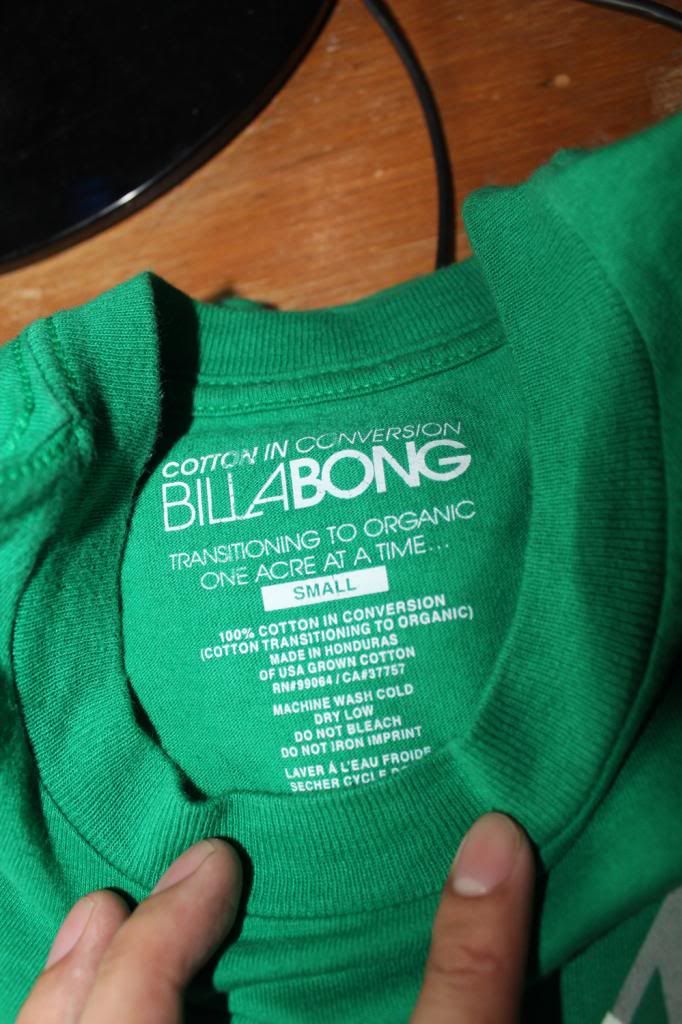 COTTON IN CONVERSION
BILLABONG
TRANSITIONING TO ORGANIC
ONE ACRE AT A TIME...
SMALL
100% COTTON IN CONVERSION
(COTTON TRANSITIONING TO ORGANIC)
MADE IN HONDURAS
OF USA GROWN COTTON
RN#99064 / CA#37757
MACHINE WASH COLD
DRY LOW
DO NOT BLEACH
DO NOT IRON IMPRINT
LAVER À L'EAU FROIDE
SECHER CYCLE